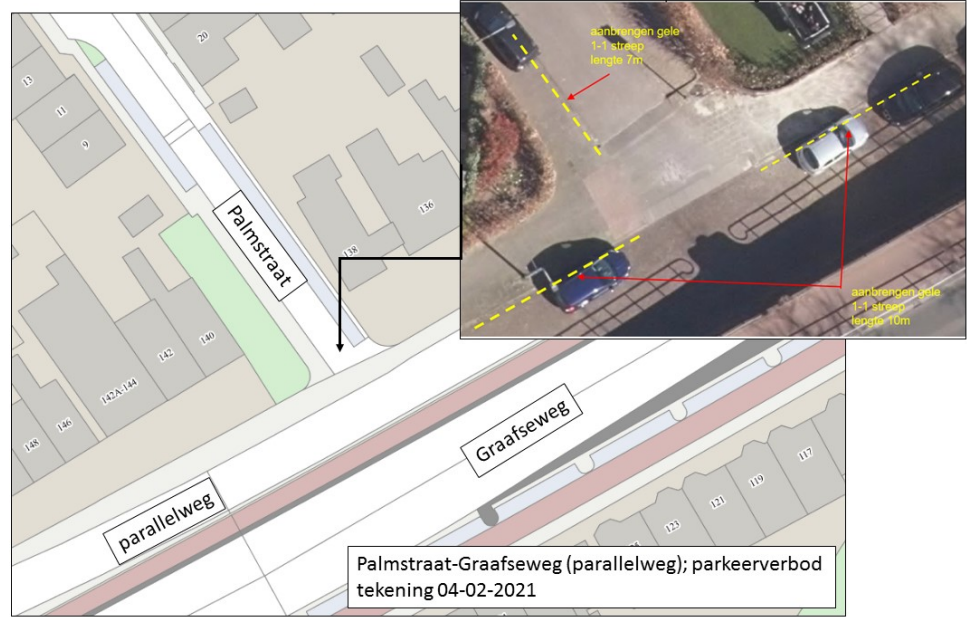 aanbrengen gele
1-1 streep
lengte 7m
20
13
11
9
136
138
Palmstraat
aanbrengen gele
1-1 streep
lengte 10m
140
142
142A-144
146
148
Graafseweg
117
119
121
123
parallelweg
Palmstraat-Graafseweg (parallelweg); parkeerverbod
tekening 04-02-2021